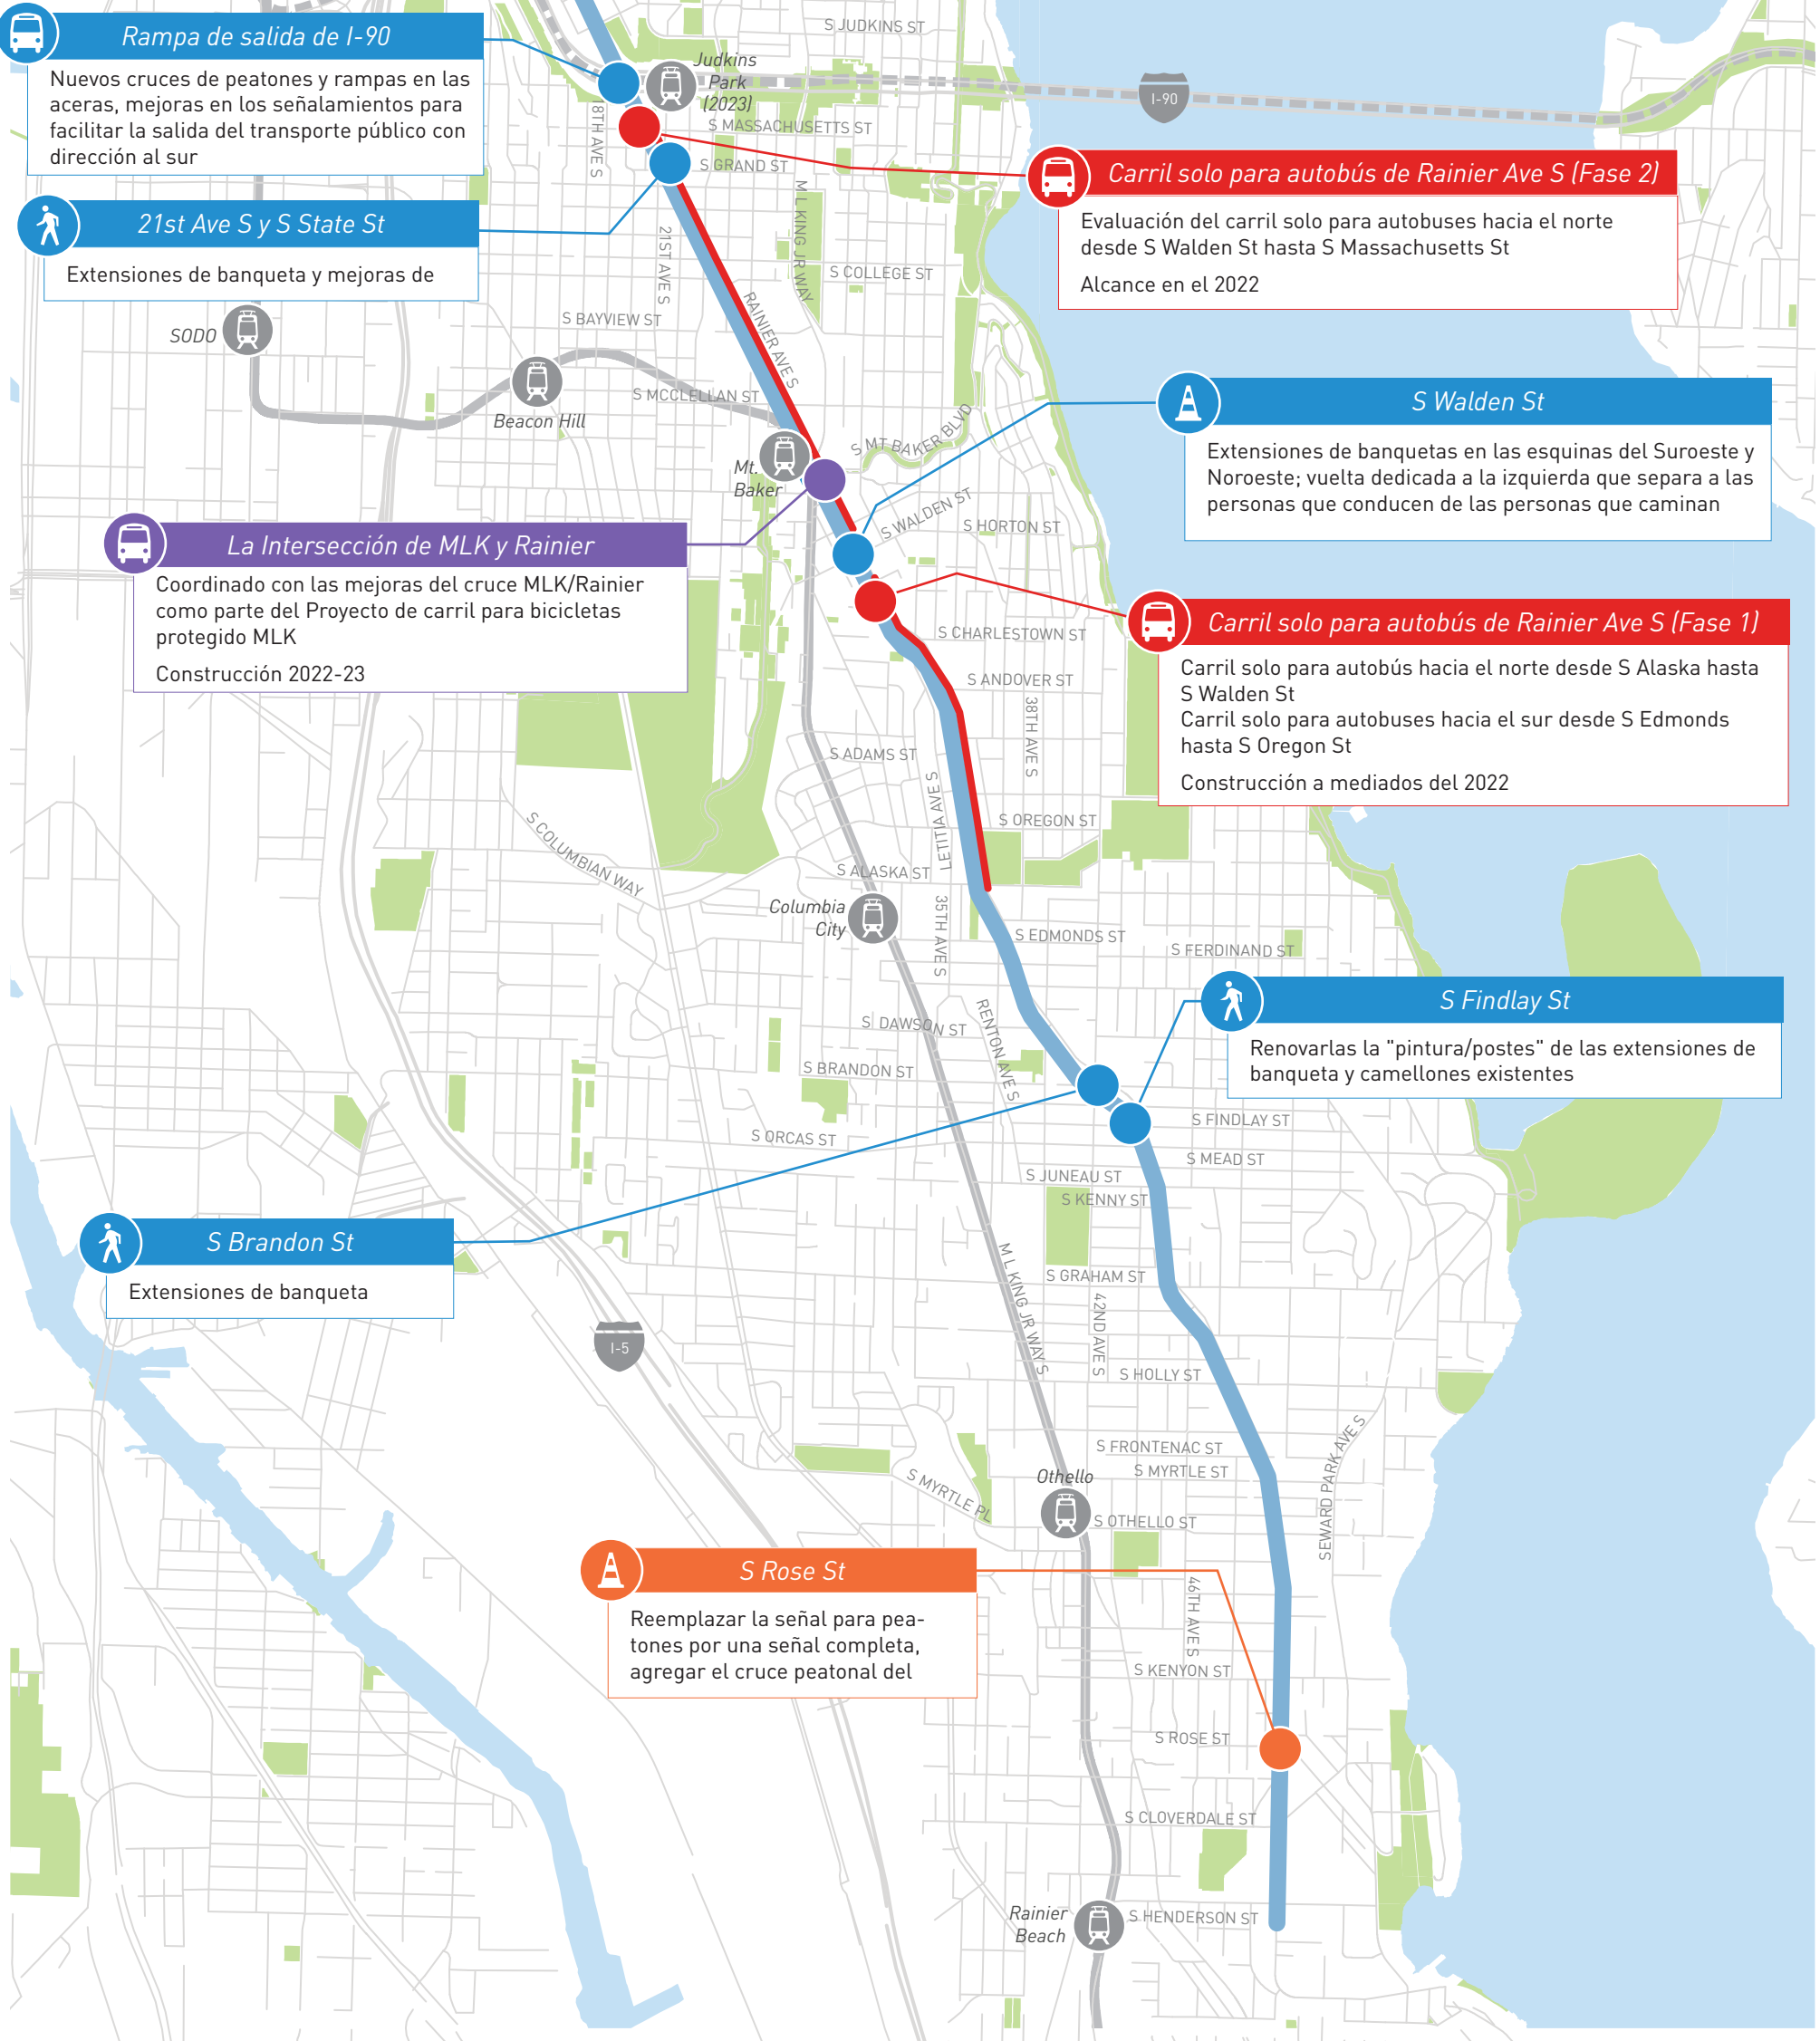 Rampa de salida de I-90
Nuevos cruces de peatones y rampas en las
aceras, mejoras en los señalamientos para
facilitar la salida del transporte público con
dirección al sur
21st Ave S y S State St
Extensiones de banqueta y mejoras de
Carril solo para autobús de Rainier Ave S (Fase 2)
Evaluación del carril solo para autobuses hacia el norte
desde S Walden St hasta S Massachusetts St
Alcance en el 2022
S Walden St
Extensiones de banquetas en las esquinas del Suroeste y
Noroeste; vuelta dedicada a la izquierda que separa a las
personas que conducen de las personas que caminan
La Intersección de MLK y Rainier
Coordinado con las mejoras del cruce MLK/Rainier
como parte del Proyecto de carril para bicicletas
protegido MLK
Construcción 2022-23
Carril solo para autobús de Rainier Ave S (Fase 1)
Carril solo para autobús hacia el norte desde S Alaska hasta
S Walden St
Carril solo para autobuses hacia el sur desde S Edmonds
hasta S Oregon St
Construcción a mediados del 2022
S Findlay St
Renovarlas la "pintura/postes" de las extensiones de
banqueta y camellones existentes
S Brandon St
Extensiones de banqueta
S Rose St
Reemplazar la señal para pea-
tones por una señal completa,
agregar el cruce peatonal del
S JUDKINS ST
Judkins
Park
(2023)
I-90
18TH AVE S
S MASSACHUSETTS ST
S GRAND ST
M L KING JR WAY
21ST AVE S
S COLLEGE ST
RAINIER AVE S
S BAYVIEW ST
SODO
Beacon Hill
S MCCLELLAN ST
S MT BAKER BLVD
Mt.
Baker
S WALDEN ST
S HORTON ST
S CHARLESTOWN ST
S ANDOVER ST
38TH AVE S
S ADAMS ST
LETITIA AVE S
S OREGON ST
S COLUMBIAN WAY
S ALASKA ST
Columbia
City
35TH AVE S
S EDMONDS ST
S FERDINAND ST
S DAWSON ST
RENTON AVE S
S BRANDON ST
S FINDLAY ST
S ORCAS ST
S MEAD ST
S JUNEAU ST
S KENNY ST
M L KING JR WAY S
S GRAHAM ST
42ND AVE S
I-5
S HOLLY ST
SEWARD PARK AVE S
S FRONTENAC ST
S MYRTLE ST
Othello
S MYRTLE PL
S OTHELLO ST
46TH AVE S
S KENYON ST
S ROSE ST
S CLOVERDALE ST
Rainier
Beach
S HENDERSON ST